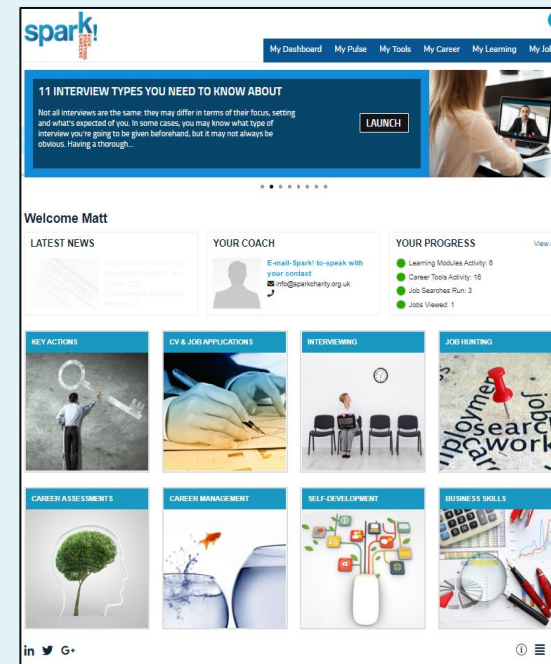 spark!
My Dashboard My Pulse My Tools My Career My Learning My Job
11 INTERVIEW TYPES YOU NEED TO KNOW ABOUT
Not all interviews are the same: they may differ in terms of their focus, setting
and what's expected of you. In some cases, you may know what type of
interview you're going to be given beforehand, but it may not always be
obvious. Having a thorough...
LAUNCH
Welcome Matt
LATEST NEWS
YOUR COACH
E-mail-Spark! to-speak with
your contact
info@sparkcharity.org.uk
YOUR PROGRESS
View
Learning Modules Activity: 6
Career Tools Activity: 16
Job Searches Run: 3
Jobs Viewed: 1
KEY ACTIONS
CV & JOB APPLICATIONS
INTERVIEWING
JOB HUNTING
search
work
CAREER ASSESSMENTS
CAREER MANAGEMENT
SELF-DEVELOPMENT
BUSINESS SKILLS
in G+